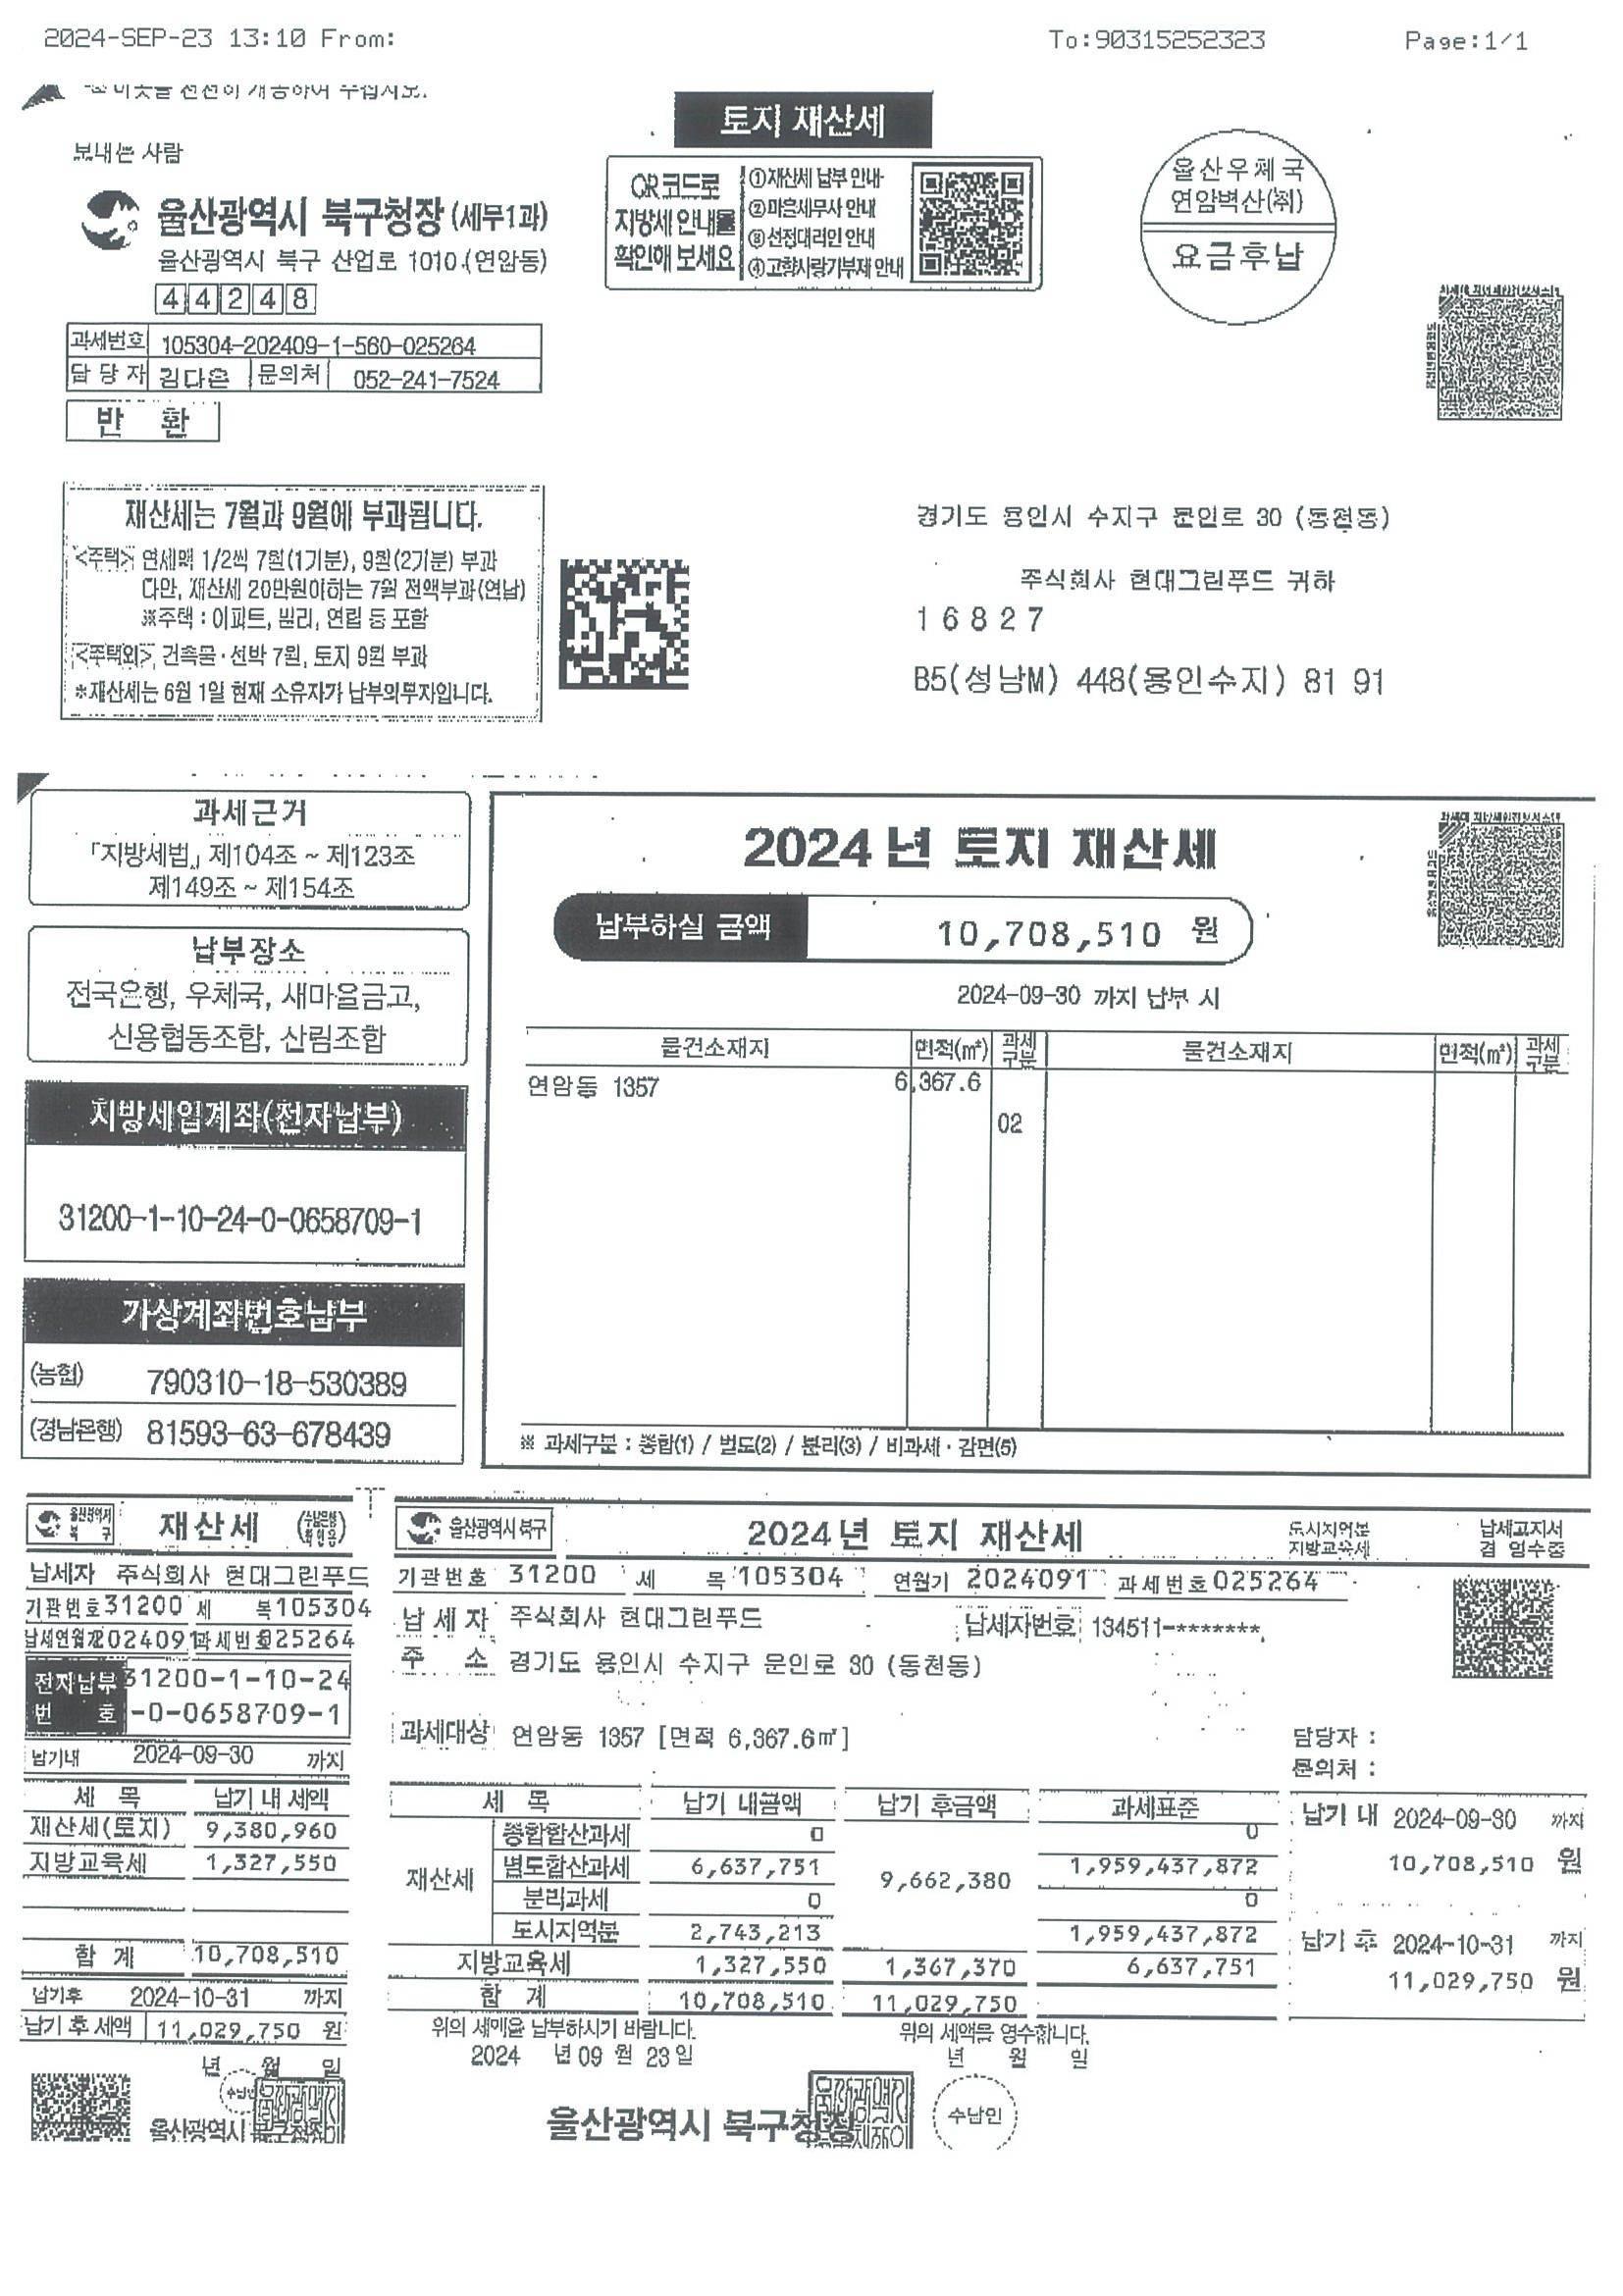 2024-SEP-23 13:10 From: To:90315252323 Page:1/1
토지 재산세
보내는 사람
울산광역시 북구청장 (세무1과)
울산광역시 북구 산업로 1010.(연암동)
44248
과세번호 105304-202409-1-560-025264
담당자 김다은 문의처 052-241-7524
반 환
QR코드로
지방세 안내를
확인해 보세요
①재산세 납부 안내
②마을세무사 안내
③선정대리인 안내
④고향사랑기부제 안내
울산우체국
연암벽산(취)
요금후납
재산세는 7월과 9월에 부과됩니다.
<주택> 연세액 1/2씩 7월(1기분), 9월(2기분) 부과
다만, 재산세 20만원이하는 7월 전액부과(연납)
※주택 : 아파트, 빌라, 연립 등 포함
<주택외> 건축물·선박 7월, 토지 9월 부과
*재산세는 6월 1일 현재 소유자가 납부의무자입니다.
경기도 용인시 수지구 문인로 30 (동천동)
주식회사 현대그린푸드 귀하
16827
B5(성남M) 448(용인수지) 81 91
과세근거
「지방세법」 제104조 ~ 제123조
제149조 ~ 제154조
납부장소
전국은행, 우체국, 새마을금고,
신용협동조합, 산림조합
지방세입계좌(전자납부)
31200-1-10-24-0-0658709-1
가상계좌번호납부
(농협) 790310-18-530389
(경남은행) 81593-63-678439
2024년 토지 재산세
납부하실 금액 10,708,510 원
2024-09-30 까지 납부 시
물건소재지 면적(㎡) 과세구분 물건소재지 면적(㎡) 과세구분
연암동 1357 6,367.6
02
※ 과세구분 : 종합(1) / 별도(2) / 분리(3) / 비과세·감면(5)
울산광역시 북구 재산세
납세자 주식회사 현대그린푸드
기관번호 31200 세 목 105304
납세연월기 2024091 과세번호 025264
전자납부 31200-1-10-24
번 호 -0-0658709-1
납기내 2024-09-30 까지
세 목 납기 내 세액
재산세(토지) 9,380,960
지방교육세 1,327,550
합 계 10,708,510
납기후 2024-10-31 까지
납기 후 세액 11,029,750 원
년 월 일
수납인
울산광역시
울산광역시 북구 2024년 토지 재산세
도시지역분
지방교육세
납세고지서
겸 영수증
기관번호 31200 세 목 105304 연월기 2024091 과세번호 025264
납 세 자 주식회사 현대그린푸드 납세자번호 134511-*******
주 소 경기도 용인시 수지구 문인로 30 (동천동)
과세대상 연암동 1357 [면적 6,367.6㎡]
담당자 :
문의처 :
세 목 납기 내금액 납기 후금액 과세표준
재산세 종합합산과세 0 0
별도합산과세 6,637,751 9,662,380 1,959,437,872
분리과세 0 0
도시지역분 2,743,213 1,959,437,872
지방교육세 1,327,550 1,367,370 6,637,751
합 계 10,708,510 11,029,750
납기 내 2024-09-30 까지
10,708,510 원
납기 후 2024-10-31 까지
11,029,750 원
위의 세액을 납부하시기 바랍니다.
2024 년 09 월 23 일
위의 세액을 영수합니다.
년 월 일
울산광역시 북구청장
수납인